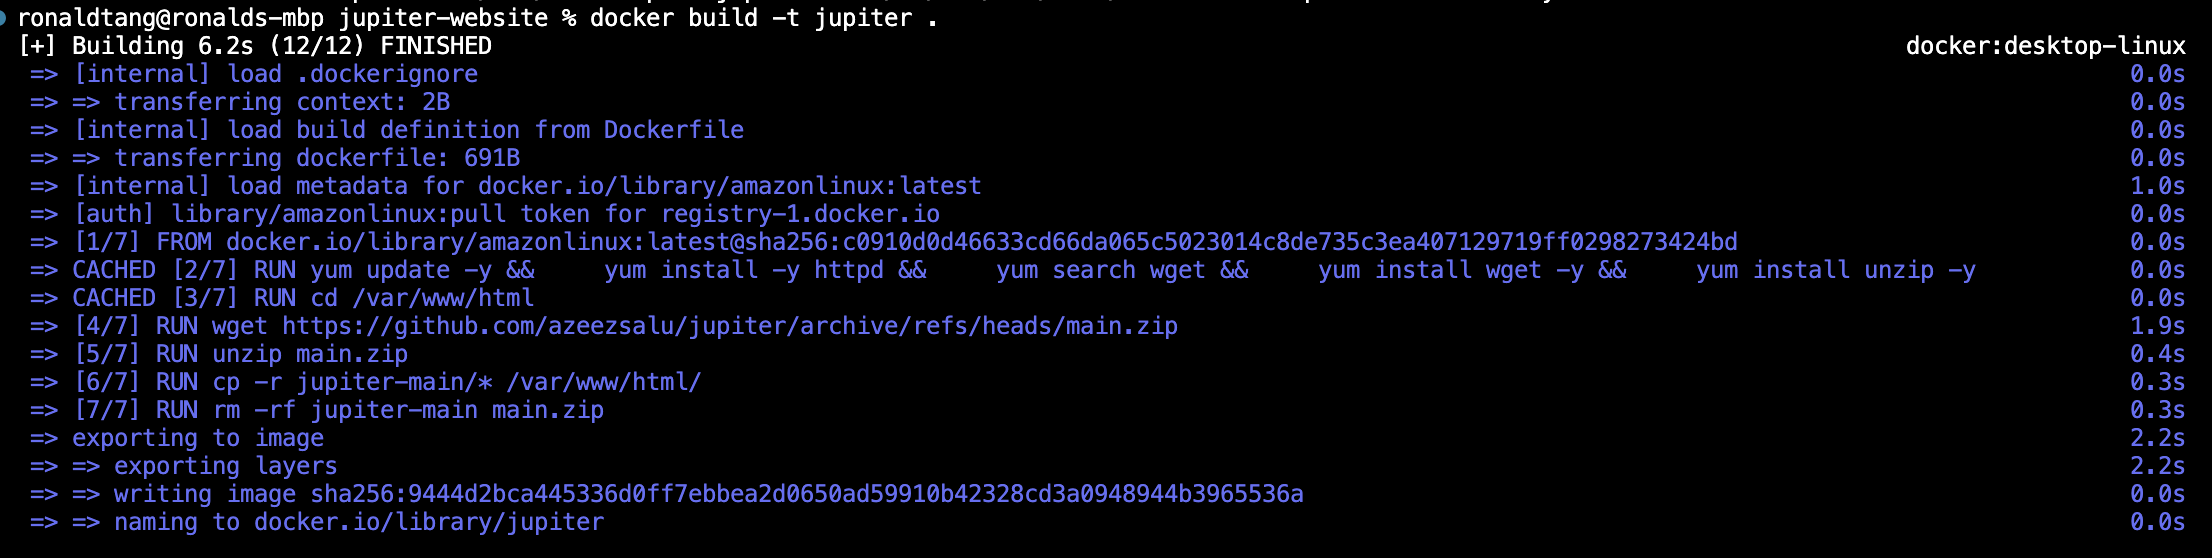 ronaldtang@ronalds-mbp jupiter-website % docker build -t jupiter .
[+] Building 6.2s (12/12) FINISHED docker:desktop-linux
=> [internal] load .dockerignore 0.0s
=> => transferring context: 2B 0.0s
=> [internal] load build definition from Dockerfile 0.0s
=> => transferring dockerfile: 691B 0.0s
=> [internal] load metadata for docker.io/library/amazonlinux:latest 1.0s
=> [auth] library/amazonlinux:pull token for registry-1.docker.io 0.0s
=> [1/7] FROM docker.io/library/amazonlinux:latest@sha256:c0910d0d46633cd66da065c5023014c8de735c3ea407129719ff0298273424bd 0.0s
=> CACHED [2/7] RUN yum update -y &&     yum install -y httpd &&     yum search wget &&     yum install wget -y &&     yum install unzip -y 0.0s
=> CACHED [3/7] RUN cd /var/www/html 0.0s
=> [4/7] RUN wget https://github.com/azeezsalu/jupiter/archive/refs/heads/main.zip 1.9s
=> [5/7] RUN unzip main.zip 0.4s
=> [6/7] RUN cp -r jupiter-main/* /var/www/html/ 0.3s
=> [7/7] RUN rm -rf jupiter-main main.zip 0.3s
=> exporting to image 2.2s
=> => exporting layers 2.2s
=> => writing image sha256:9444d2bca445336d0ff7ebbea2d0650ad59910b42328cd3a0948944b3965536a 0.0s
=> => naming to docker.io/library/jupiter 0.0s